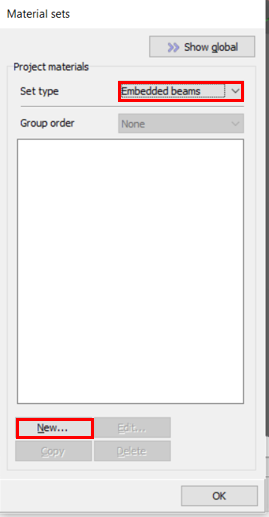 Material sets
Show global
Project materials
Set type Embedded beams
Group order None
New... Edit...
Copy Delete
OK